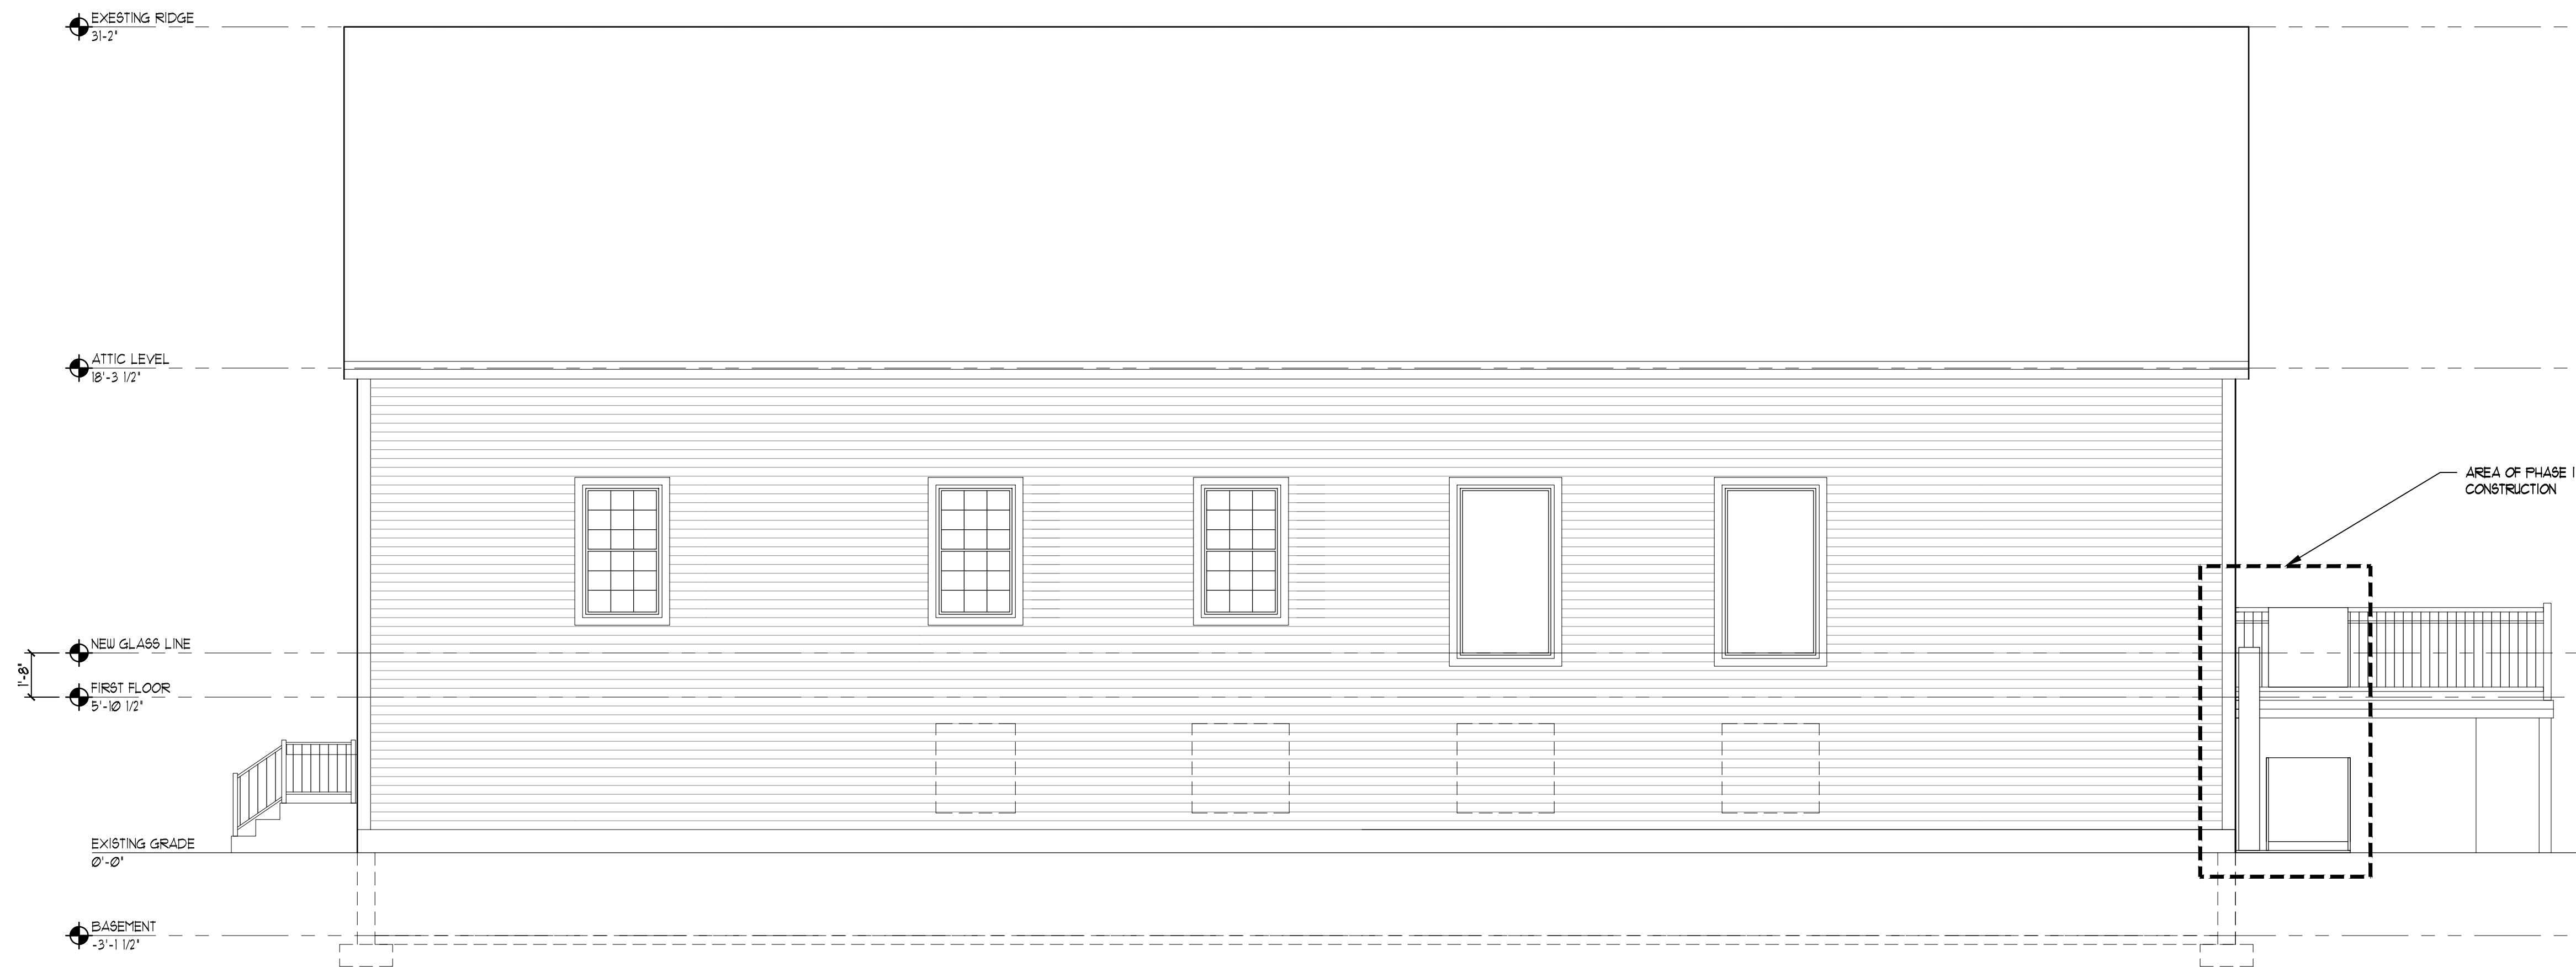 EXESTING RIDGE
31-2"
ATTIC LEVEL
18'-3 1/2"
AREA OF PHASE I
CONSTRUCTION
NEW GLASS LINE
1'-8"
FIRST FLOOR
5'-10 1/2"
EXISTING GRADE
0'-0"
BASEMENT
-3'-1 1/2"